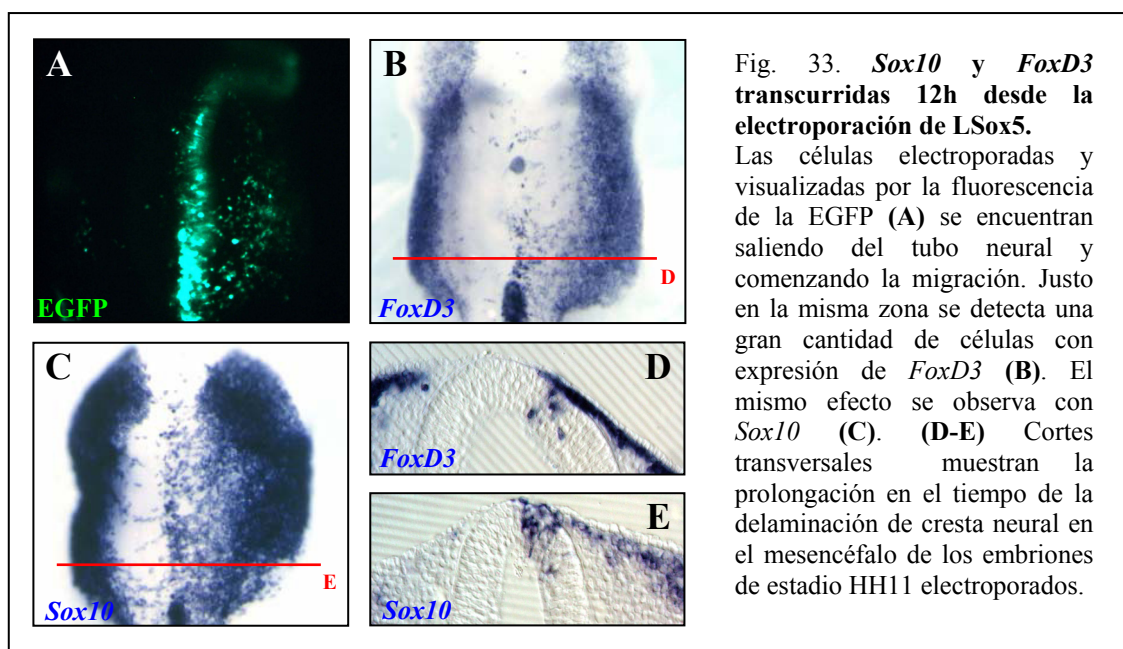 A
EGFP
B
FoxD3
D
C
Sox10
E
D
FoxD3
E
Sox10
Fig. 33. Sox10 y FoxD3
transcurridas 12h desde la
electroporación de LSox5.
Las células electroporadas y
visualizadas por la fluorescencia
de la EGFP (A) se encuentran
saliendo del tubo neural y
comenzando la migración. Justo
en la misma zona se detecta una
gran cantidad de células con
expresión de FoxD3 (B). El
mismo efecto se observa con
Sox10 (C). (D-E) Cortes
transversales muestran la
prolongación en el tiempo de la
delaminación de cresta neural en
el mesencéfalo de los embriones
de estadio HH11 electroporados.